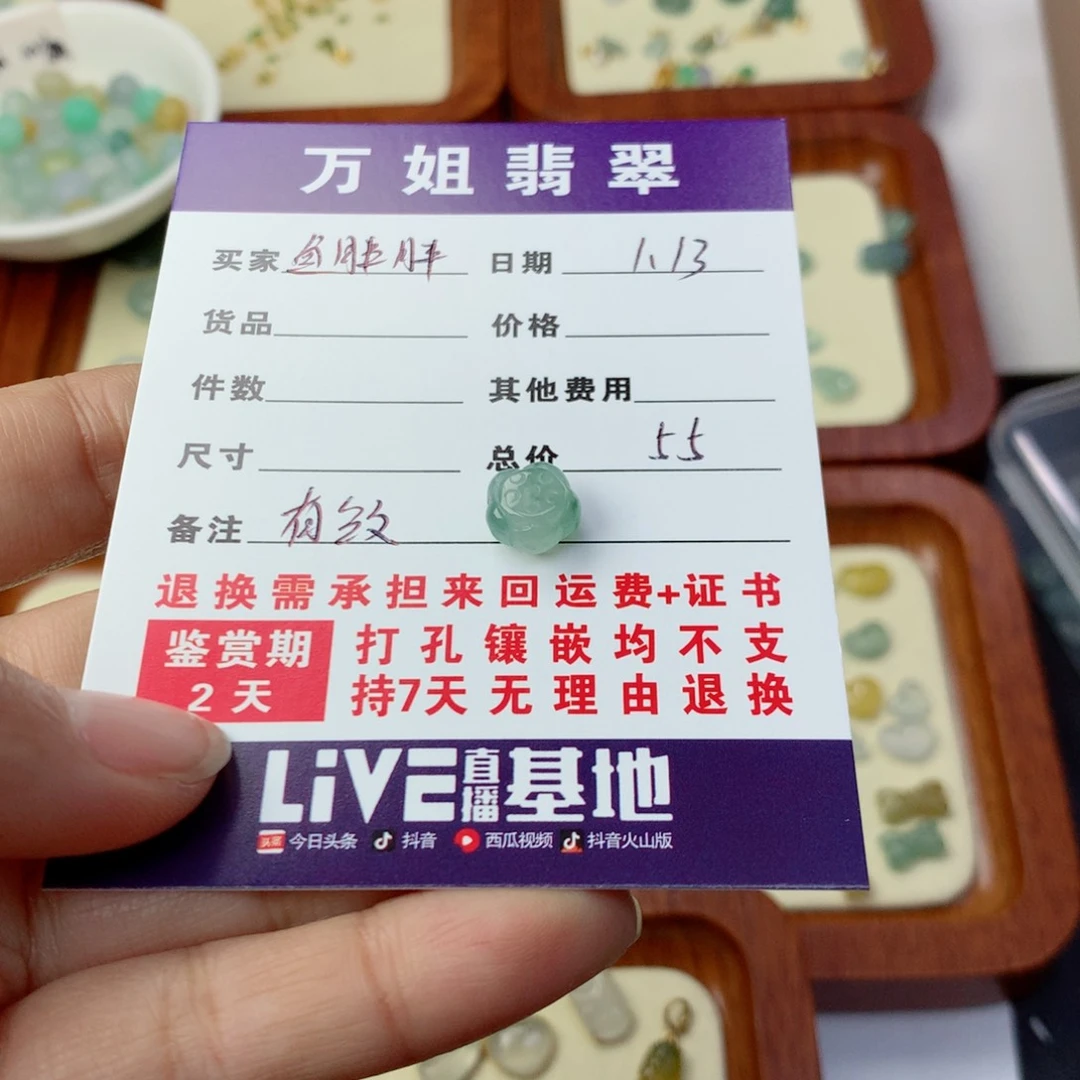 万姐翡翠
买家 鱼胖胖 日期 1.13
货品 价格
件数 其他费用
尺寸 总价 55
备注 有纹
退换需承担来回运费+证书
鉴赏期 打孔镶嵌均不支
2天 持7天无理由退换
LiVE直播基地
头条 今日头条 抖音 西瓜视频 抖音火山版